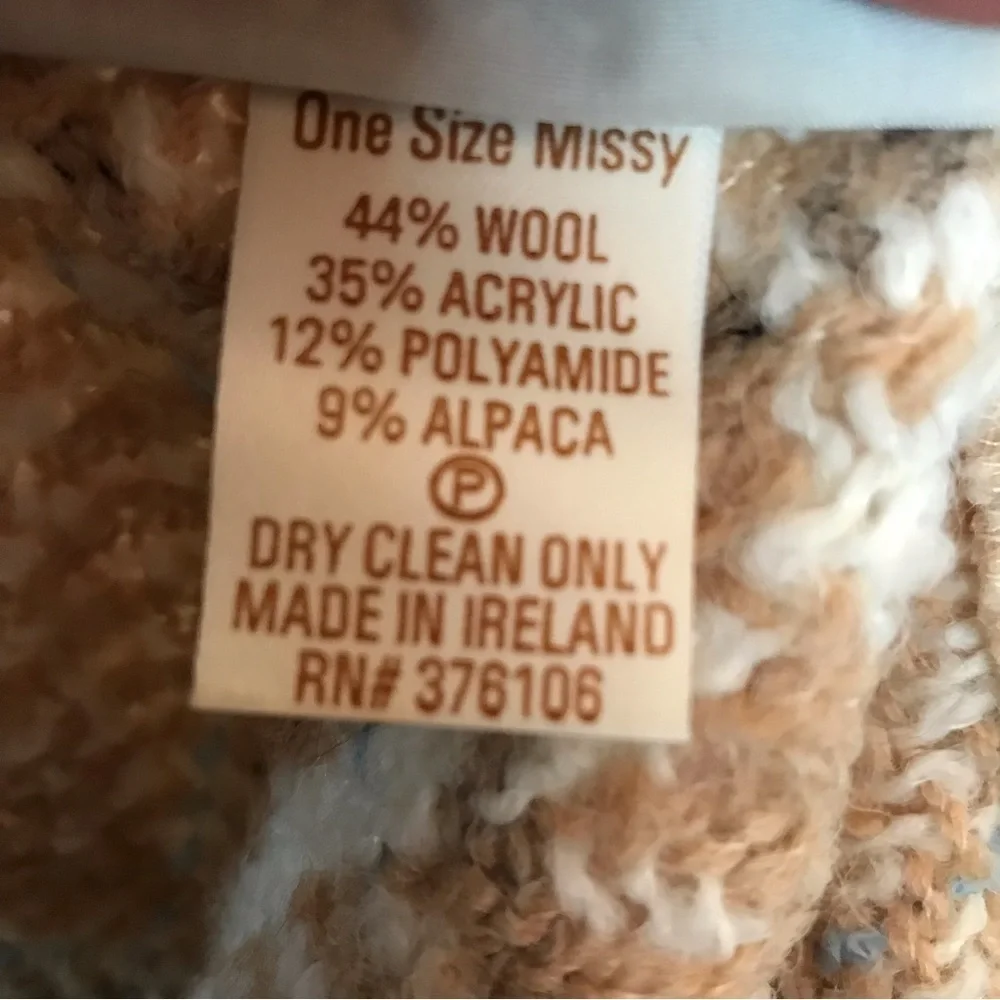 One Size Missy
44% WOOL
35% ACRYLIC
12% POLYAMIDE
9% ALPACA
Ⓟ
DRY CLEAN ONLY
MADE IN IRELAND
RN# 376106